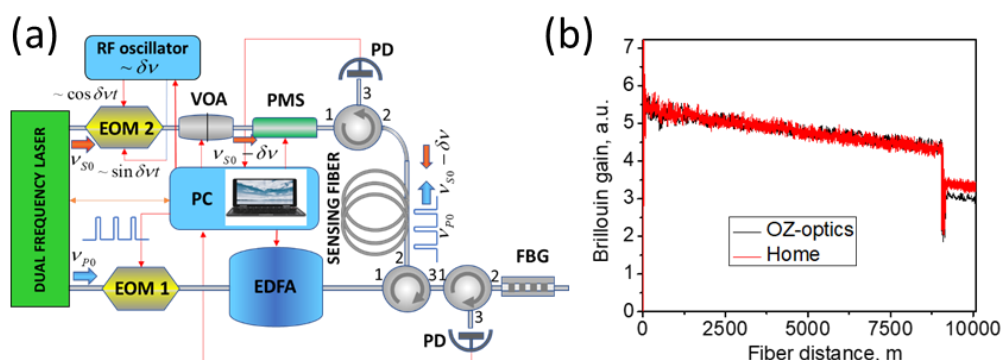 (a)
RF oscillator
~ δν
PD
~ cos δνt
VOA
PMS
3
1
2
EOM 2
ν_S0
ν_S0 − δν
~ sin δνt
DUAL FREQUENCY LASER
PC
SENSING FIBER
ν_S0 − δν
ν_S0
ν_P0
ν_P0
EOM 1
EDFA
2
1
3
1
2
3
FBG
PD
(b)
Brillouin gain, a.u.
7
6
5
4
3
2
1
0
OZ-optics
Home
0 2500 5000 7500 10000
Fiber distance, m